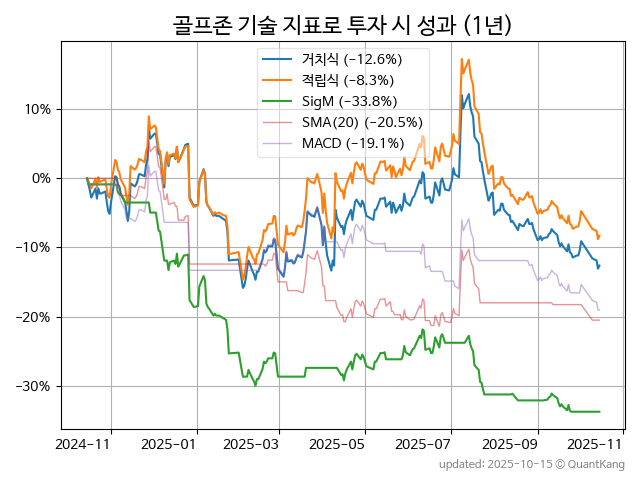 골프존 기술 지표로 투자 시 성과 (1년)
거치식 (-12.6%)
적립식 (-8.3%)
SigM (-33.8%)
SMA(20) (-20.5%)
MACD (-19.1%)
10%
0%
-10%
-20%
-30%
2024-11 2025-01 2025-03 2025-05 2025-07 2025-09 2025-11
updated: 2025-10-15 © QuantKang